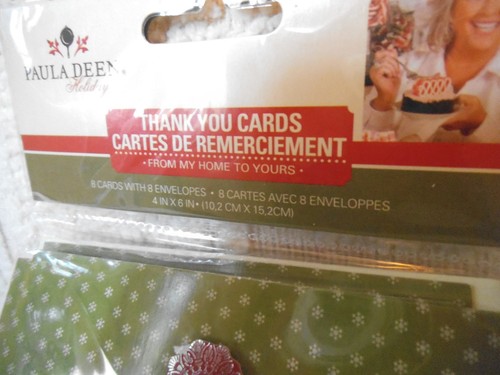 PAULA DEEN
Holiday
THANK YOU CARDS
CARTES DE REMERCIEMENT
• FROM MY HOME TO YOURS •
8 CARDS WITH 8 ENVELOPES • 8 CARTES AVEC 8 ENVELOPPES
4 IN X 6 IN • (10,2 CM X 15,2CM)